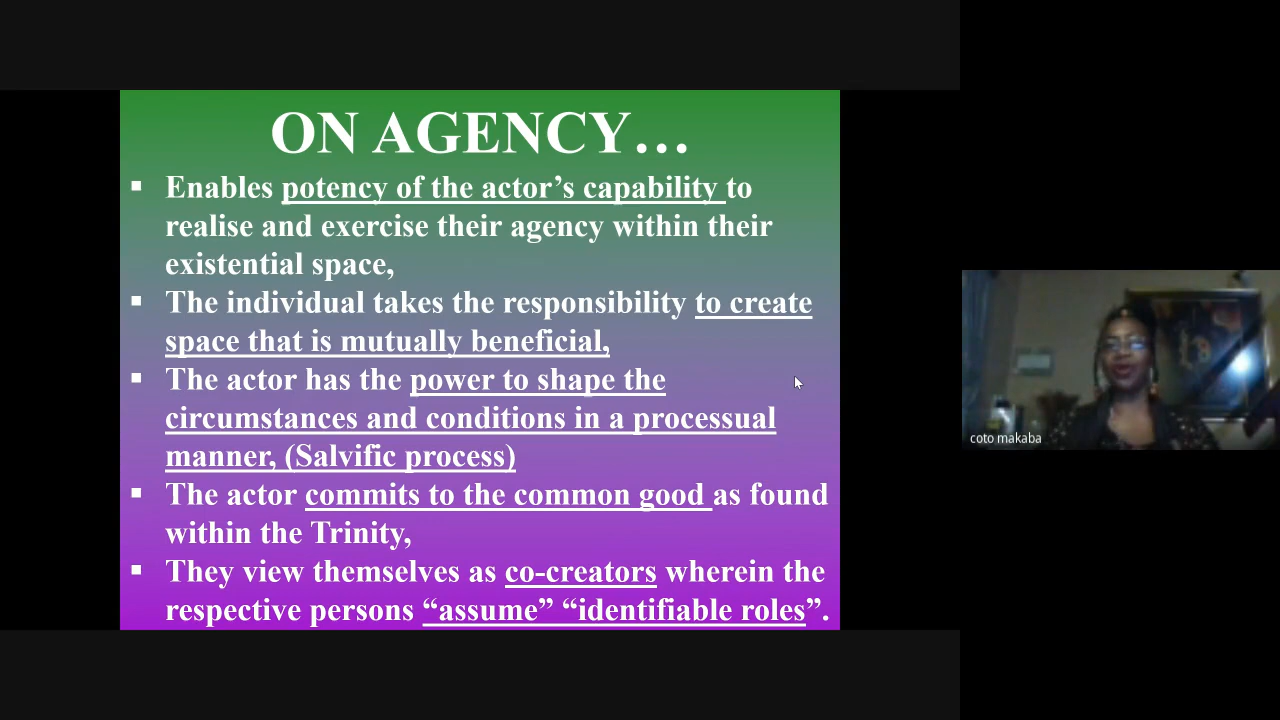 ON AGENCY…
▪ Enables potency of the actor’s capability to
realise and exercise their agency within their
existential space,
▪ The individual takes the responsibility to create
space that is mutually beneficial,
▪ The actor has the power to shape the
circumstances and conditions in a processual
manner, (Salvific process)
▪ The actor commits to the common good as found
within the Trinity,
▪ They view themselves as co-creators wherein the
respective persons “assume” “identifiable roles”.
coto makaba